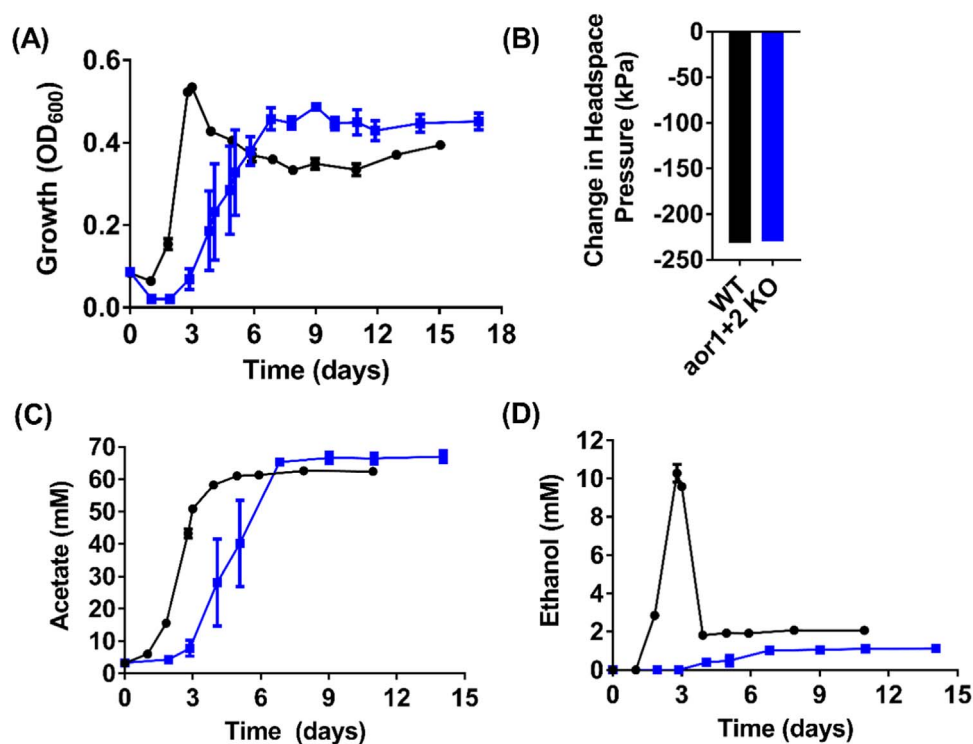 (A)
Growth (OD600)
0.6
0.4
0.2
0.0
0 3 6 9 12 15 18
Time (days)
(B)
Change in Headspace
Pressure (kPa)
0
-50
-100
-150
-200
-250
WT
aor1+2 KO
(C)
Acetate (mM)
70
60
50
40
30
20
10
0
0 3 6 9 12 15
Time (days)
(D)
Ethanol (mM)
12
10
8
6
4
2
0
0 3 6 9 12 15
Time (days)